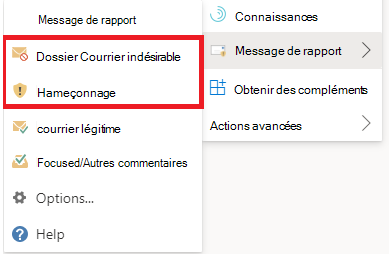 Message de rapport
Dossier Courrier indésirable
Hameçonnage
courrier légitime
Focused/Autres commentaires
Options...
Help
Connaissances
Message de rapport
Obtenir des compléments
Actions avancées